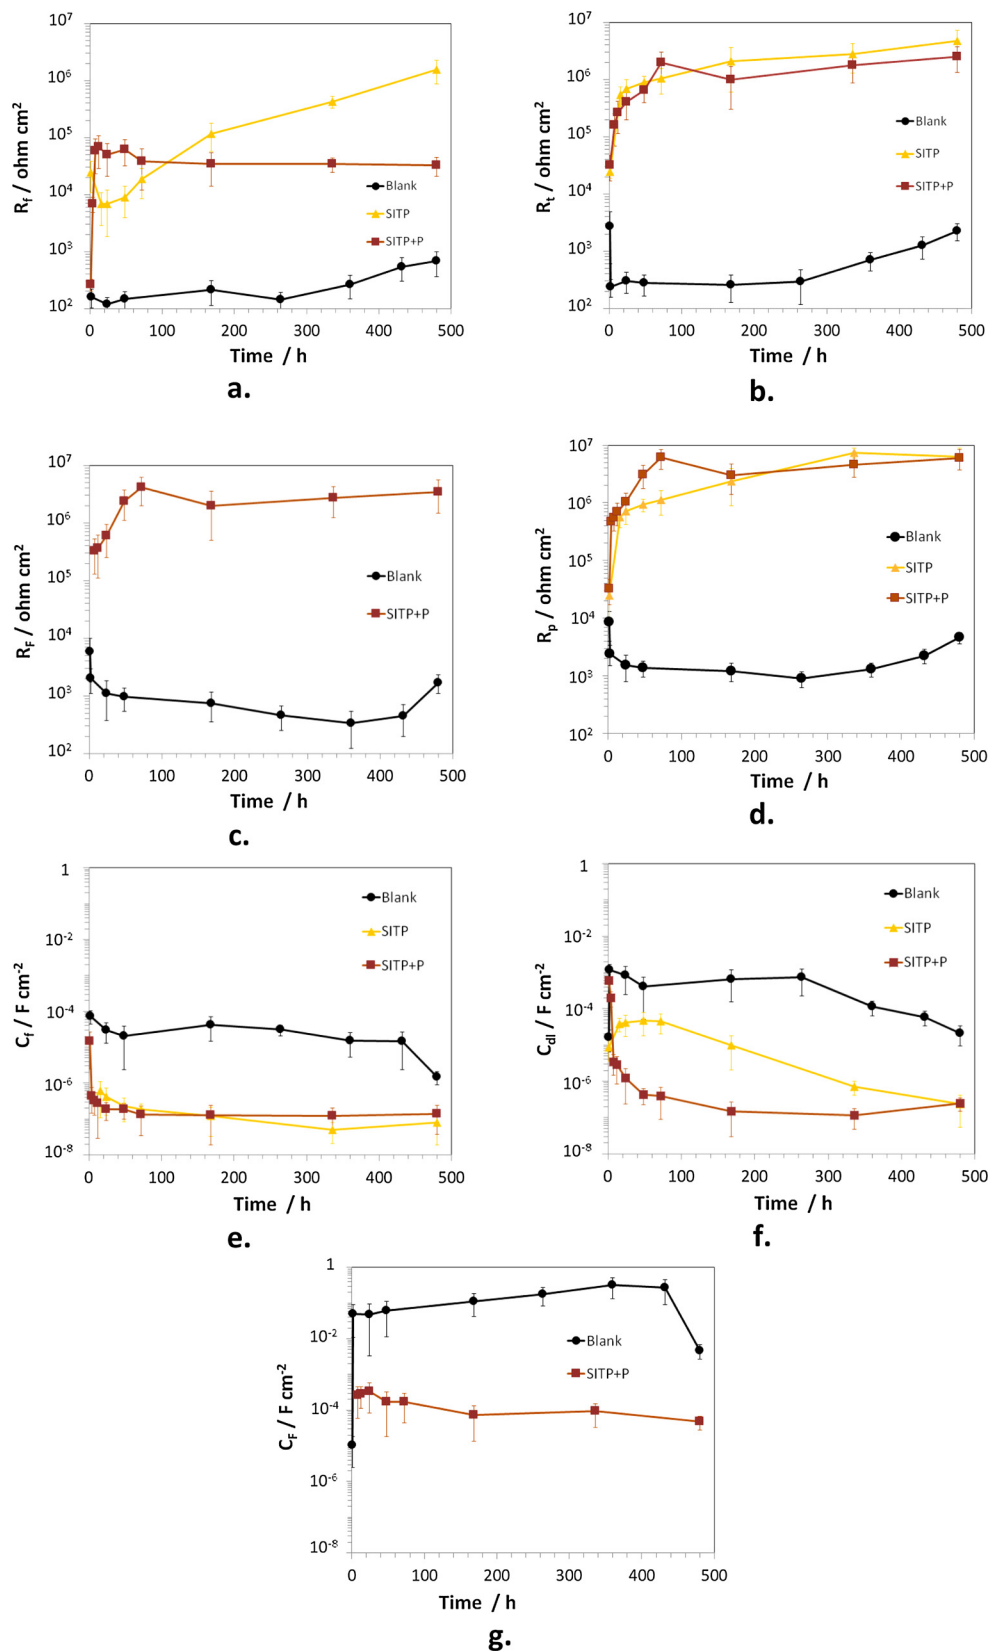 10⁷
10⁶
10⁵
10⁴
10³
10²
R_f / ohm cm²
Blank
SITP
SITP+P
0 100 200 300 400 500
Time / h
a.
10⁷
10⁶
10⁵
10⁴
10³
10²
R_t / ohm cm²
Blank
SITP
SITP+P
0 100 200 300 400 500
Time / h
b.
10⁷
10⁶
10⁵
10⁴
10³
10²
R_F / ohm cm²
Blank
SITP+P
0 100 200 300 400 500
Time / h
c.
10⁷
10⁶
10⁵
10⁴
10³
10²
R_p / ohm cm²
Blank
SITP
SITP+P
0 100 200 300 400 500
Time / h
d.
1
10⁻²
10⁻⁴
10⁻⁶
10⁻⁸
C_f / F cm⁻²
Blank
SITP
SITP+P
0 100 200 300 400 500
Time / h
e.
1
10⁻²
10⁻⁴
10⁻⁶
10⁻⁸
C_dl / F cm⁻²
Blank
SITP
SITP+P
0 100 200 300 400 500
Time / h
f.
1
10⁻²
10⁻⁴
10⁻⁶
10⁻⁸
C_F / F cm⁻²
Blank
SITP+P
0 100 200 300 400 500
Time / h
g.